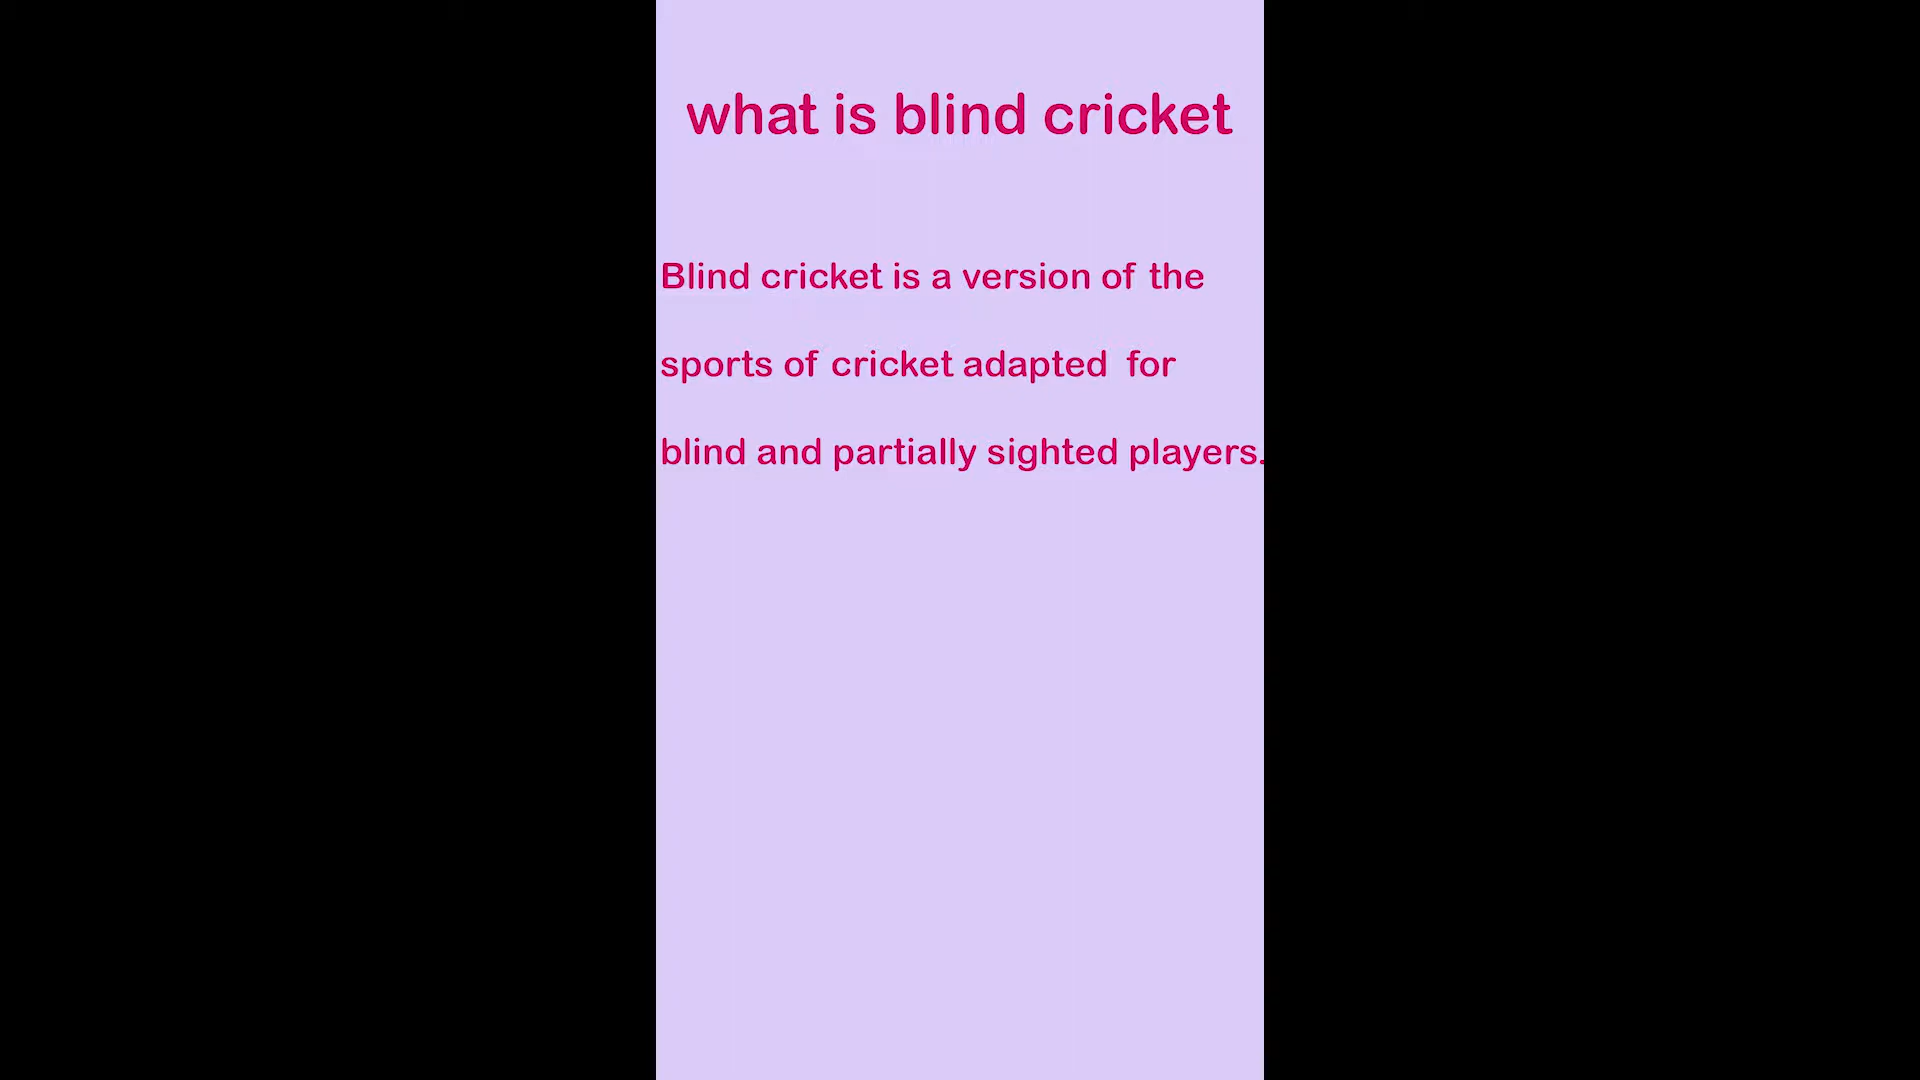 what is blind cricket
Blind cricket is a version of the
sports of cricket adapted for
blind and partially sighted players.